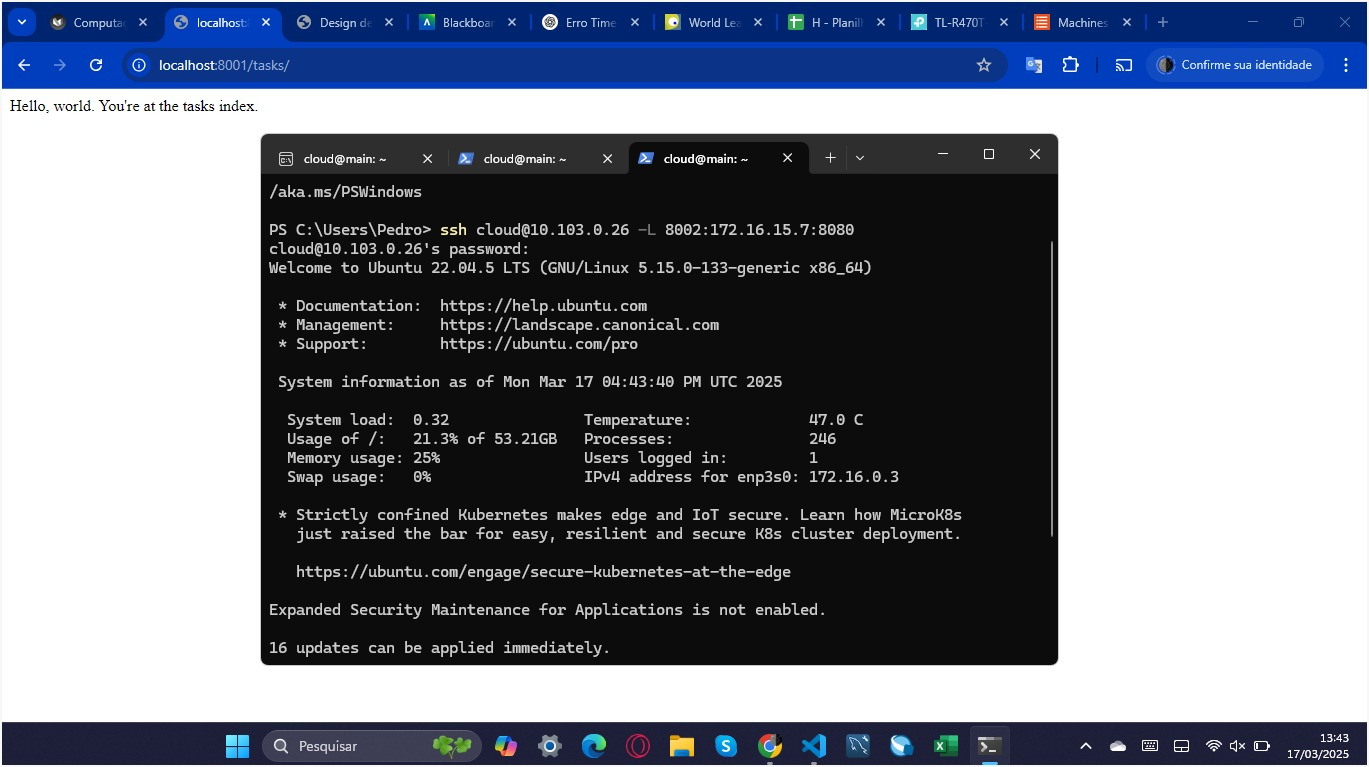 Computaç
localhost:
Design de
Blackboar
Erro Time
World Lea
H - Planill
TL-R470T
Machines
localhost:8001/tasks/
Confirme sua identidade
Hello, world. You're at the tasks index.
cloud@main: ~
cloud@main: ~
cloud@main: ~
/aka.ms/PSWindows
PS C:\Users\Pedro> ssh cloud@10.103.0.26 -L 8002:172.16.15.7:8080
cloud@10.103.0.26's password:
Welcome to Ubuntu 22.04.5 LTS (GNU/Linux 5.15.0-133-generic x86_64)
* Documentation: https://help.ubuntu.com
* Management: https://landscape.canonical.com
* Support: https://ubuntu.com/pro
System information as of Mon Mar 17 04:43:40 PM UTC 2025
System load: 0.32 Temperature: 47.0 C
Usage of /: 21.3% of 53.21GB Processes: 246
Memory usage: 25% Users logged in: 1
Swap usage: 0% IPv4 address for enp3s0: 172.16.0.3
* Strictly confined Kubernetes makes edge and IoT secure. Learn how MicroK8s
just raised the bar for easy, resilient and secure K8s cluster deployment.
https://ubuntu.com/engage/secure-kubernetes-at-the-edge
Expanded Security Maintenance for Applications is not enabled.
16 updates can be applied immediately.
Pesquisar
13:43
17/03/2025